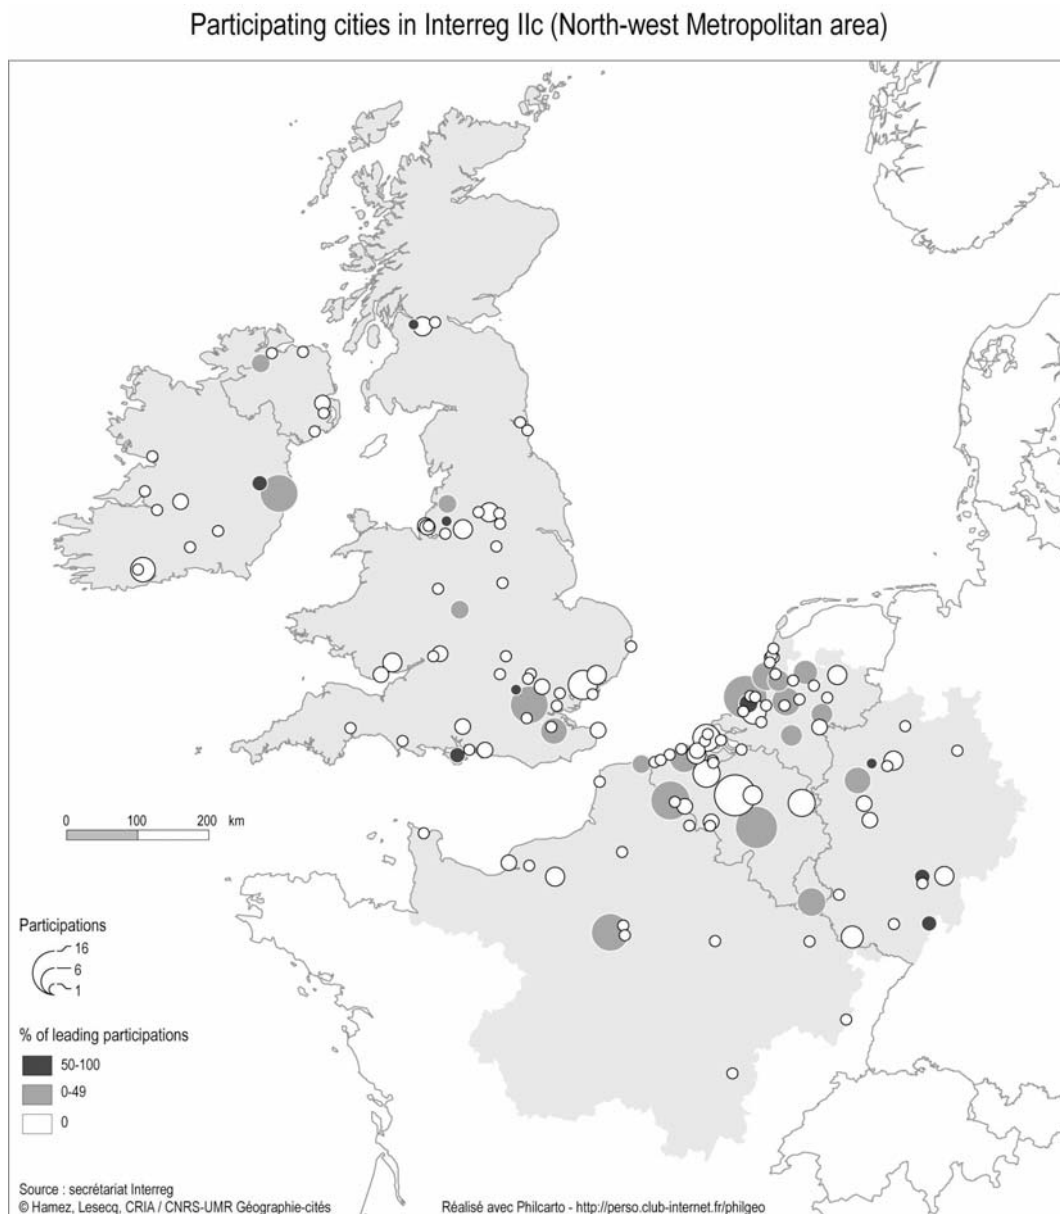 Participating cities in Interreg IIc (North-west Metropolitan area)
0 100 200 km
Participations
16
6
1
% of leading participations
50-100
0-49
0
Source : secrétariat Interreg
© Hamez, Lesecq, CRIA / CNRS-UMR Géographie-cités
Réalisé avec Philcarto - http://perso.club-internet.fr/philgeo